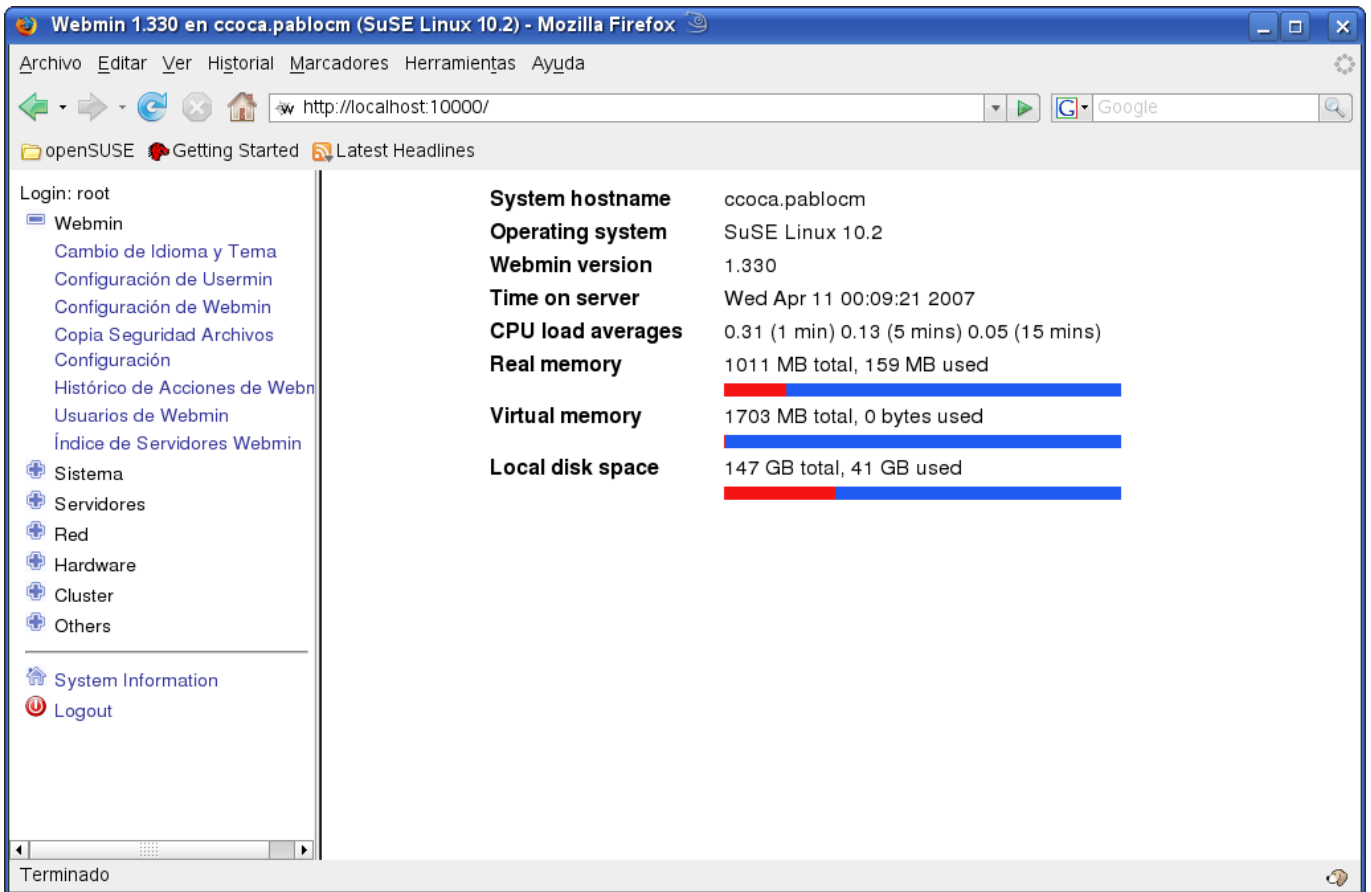 Webmin 1.330 en ccoca.pablocm (SuSE Linux 10.2) - Mozilla Firefox
Archivo Editar Ver Historial Marcadores Herramientas Ayuda
http://localhost:10000/
G Google
openSUSE Getting Started Latest Headlines
Login: root
Webmin
Cambio de Idioma y Tema
Configuración de Usermin
Configuración de Webmin
Copia Seguridad Archivos
Configuración
Histórico de Acciones de Webm
Usuarios de Webmin
Índice de Servidores Webmin
Sistema
Servidores
Red
Hardware
Cluster
Others
System Information
Logout
System hostname ccoca.pablocm
Operating system SuSE Linux 10.2
Webmin version 1.330
Time on server Wed Apr 11 00:09:21 2007
CPU load averages 0.31 (1 min) 0.13 (5 mins) 0.05 (15 mins)
Real memory 1011 MB total, 159 MB used
Virtual memory 1703 MB total, 0 bytes used
Local disk space 147 GB total, 41 GB used
Terminado